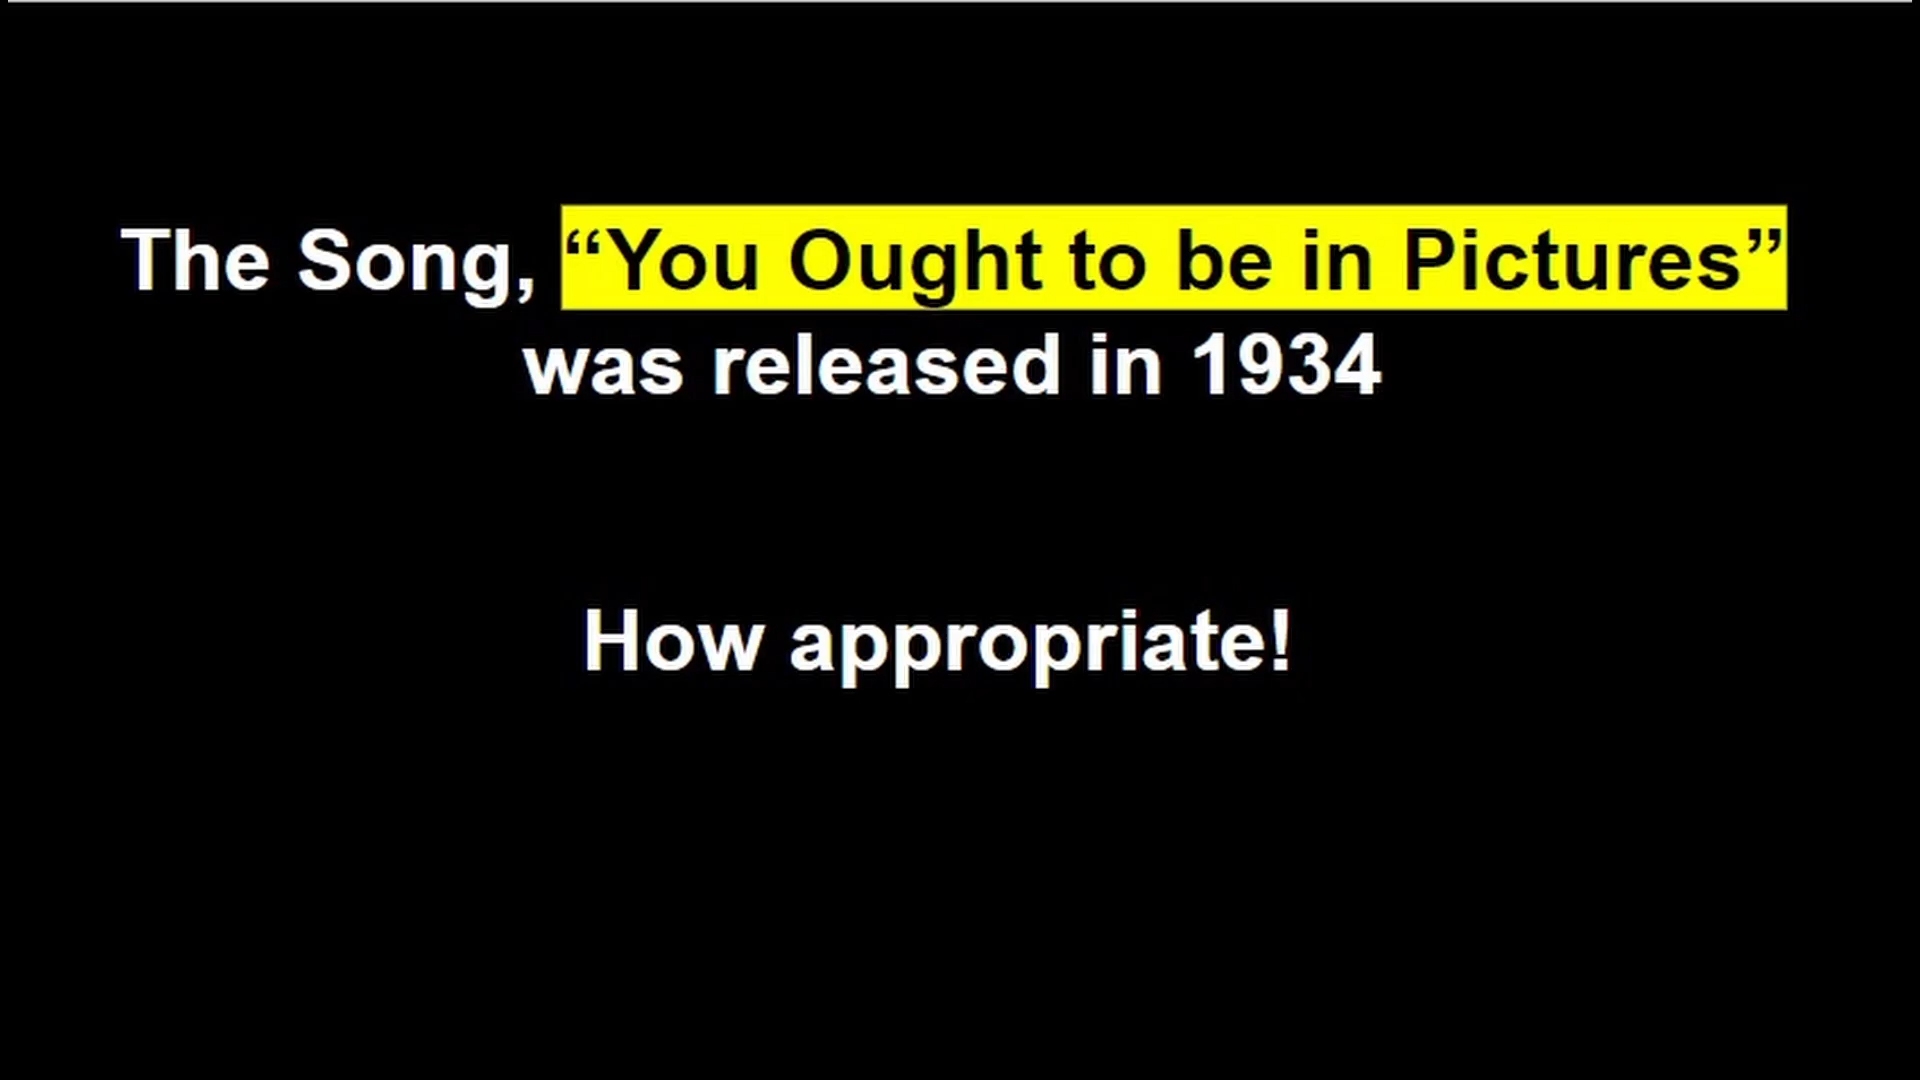 The Song, “You Ought to be in Pictures”
was released in 1934
How appropriate!